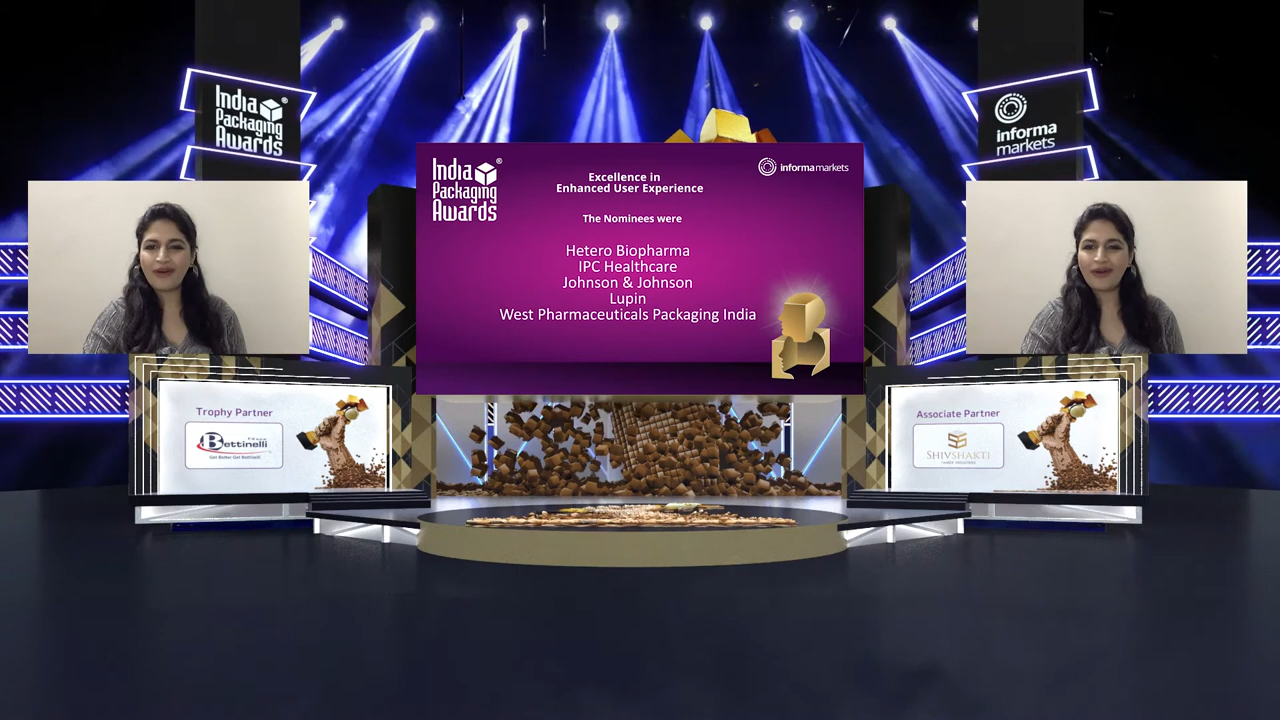 India
Packaging
Awards
®
informa
markets
India
Packaging
Awards
®
Excellence in
Enhanced User Experience
informa markets
The Nominees were
Hetero Biopharma
IPC Healthcare
Johnson & Johnson
Lupin
West Pharmaceuticals Packaging India
Trophy Partner
Bettinelli
Get Better Get Bettinelli
Associate Partner
SHIVSHAKTI